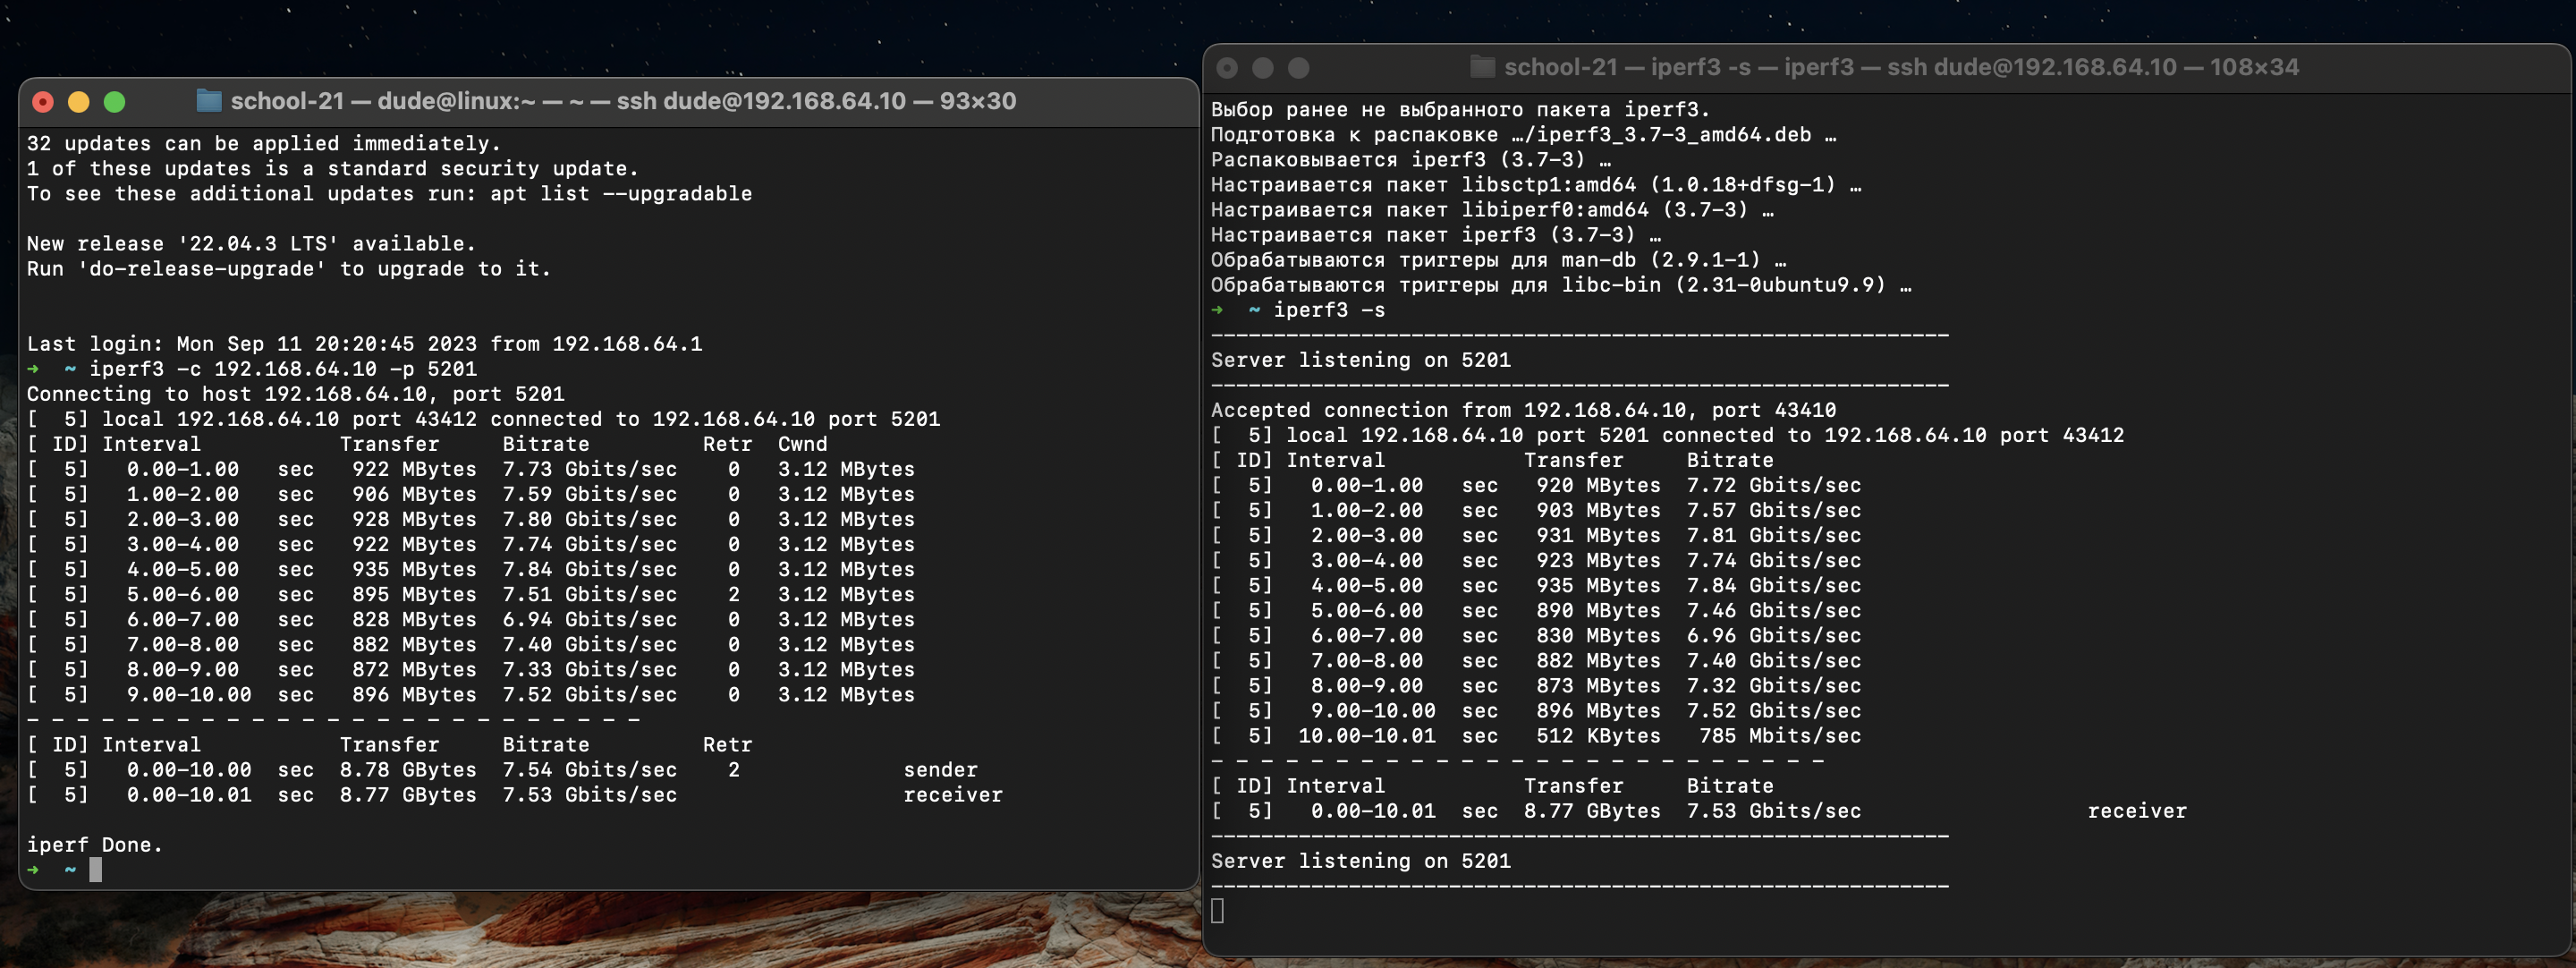 school-21 — dude@linux:~ — ~ — ssh dude@192.168.64.10 — 93×30
32 updates can be applied immediately.
1 of these updates is a standard security update.
To see these additional updates run: apt list --upgradable
New release '22.04.3 LTS' available.
Run 'do-release-upgrade' to upgrade to it.
Last login: Mon Sep 11 20:20:45 2023 from 192.168.64.1
➜  ~ iperf3 -c 192.168.64.10 -p 5201
Connecting to host 192.168.64.10, port 5201
[  5] local 192.168.64.10 port 43412 connected to 192.168.64.10 port 5201
[ ID] Interval           Transfer     Bitrate         Retr  Cwnd
[  5]   0.00-1.00   sec   922 MBytes  7.73 Gbits/sec    0   3.12 MBytes
[  5]   1.00-2.00   sec   906 MBytes  7.59 Gbits/sec    0   3.12 MBytes
[  5]   2.00-3.00   sec   928 MBytes  7.80 Gbits/sec    0   3.12 MBytes
[  5]   3.00-4.00   sec   922 MBytes  7.74 Gbits/sec    0   3.12 MBytes
[  5]   4.00-5.00   sec   935 MBytes  7.84 Gbits/sec    0   3.12 MBytes
[  5]   5.00-6.00   sec   895 MBytes  7.51 Gbits/sec    2   3.12 MBytes
[  5]   6.00-7.00   sec   828 MBytes  6.94 Gbits/sec    0   3.12 MBytes
[  5]   7.00-8.00   sec   882 MBytes  7.40 Gbits/sec    0   3.12 MBytes
[  5]   8.00-9.00   sec   872 MBytes  7.33 Gbits/sec    0   3.12 MBytes
[  5]   9.00-10.00  sec   896 MBytes  7.52 Gbits/sec    0   3.12 MBytes
- - - - - - - - - - - - - - - - - - - - - - - - -
[ ID] Interval           Transfer     Bitrate         Retr
[  5]   0.00-10.00  sec  8.78 GBytes  7.54 Gbits/sec    2             sender
[  5]   0.00-10.01  sec  8.77 GBytes  7.53 Gbits/sec                  receiver
iperf Done.
➜  ~
school-21 — iperf3 -s — iperf3 — ssh dude@192.168.64.10 — 108×34
Выбор ранее не выбранного пакета iperf3.
Подготовка к распаковке …/iperf3_3.7-3_amd64.deb …
Распаковывается iperf3 (3.7-3) …
Настраивается пакет libsctp1:amd64 (1.0.18+dfsg-1) …
Настраивается пакет libiperf0:amd64 (3.7-3) …
Настраивается пакет iperf3 (3.7-3) …
Обрабатываются триггеры для man-db (2.9.1-1) …
Обрабатываются триггеры для libc-bin (2.31-0ubuntu9.9) …
➜  ~ iperf3 -s
-----------------------------------------------------------
Server listening on 5201
-----------------------------------------------------------
Accepted connection from 192.168.64.10, port 43410
[  5] local 192.168.64.10 port 5201 connected to 192.168.64.10 port 43412
[ ID] Interval           Transfer     Bitrate
[  5]   0.00-1.00   sec   920 MBytes  7.72 Gbits/sec
[  5]   1.00-2.00   sec   903 MBytes  7.57 Gbits/sec
[  5]   2.00-3.00   sec   931 MBytes  7.81 Gbits/sec
[  5]   3.00-4.00   sec   923 MBytes  7.74 Gbits/sec
[  5]   4.00-5.00   sec   935 MBytes  7.84 Gbits/sec
[  5]   5.00-6.00   sec   890 MBytes  7.46 Gbits/sec
[  5]   6.00-7.00   sec   830 MBytes  6.96 Gbits/sec
[  5]   7.00-8.00   sec   882 MBytes  7.40 Gbits/sec
[  5]   8.00-9.00   sec   873 MBytes  7.32 Gbits/sec
[  5]   9.00-10.00  sec   896 MBytes  7.52 Gbits/sec
[  5]  10.00-10.01  sec   512 KBytes   785 Mbits/sec
- - - - - - - - - - - - - - - - - - - - - - - - -
[ ID] Interval           Transfer     Bitrate
[  5]   0.00-10.01  sec  8.77 GBytes  7.53 Gbits/sec                  receiver
-----------------------------------------------------------
Server listening on 5201
-----------------------------------------------------------